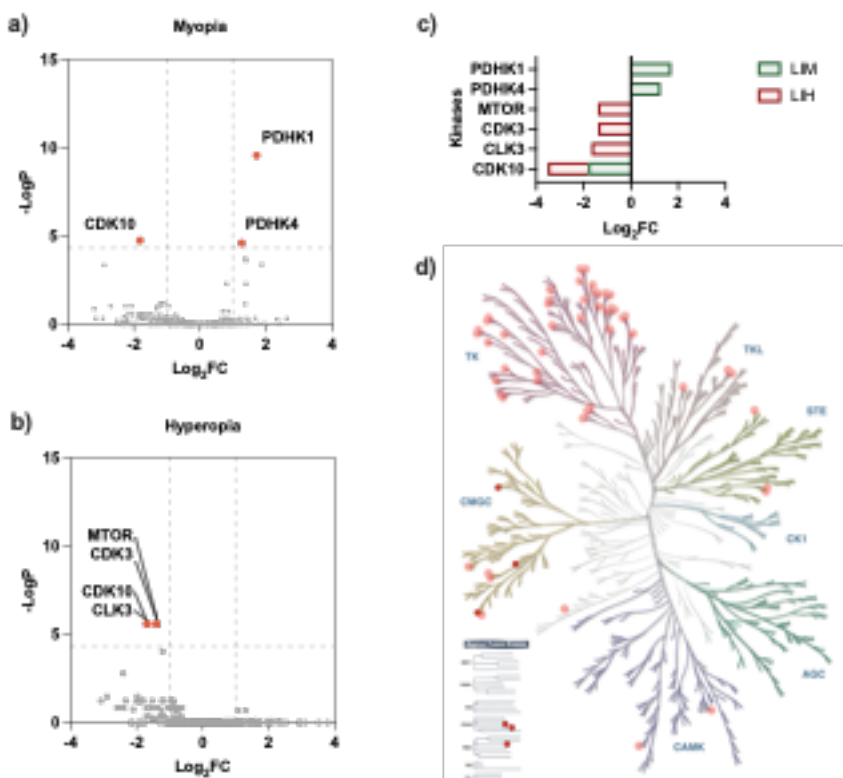 a)
Myopia
15
10
5
0
-LogP
PDHK1
CDK10
PDHK4
-4
-2
0
2
4
Log2FC
b)
Hyperopia
15
10
5
0
-LogP
MTOR
CDK3
CDK10
CLK3
-4
-2
0
2
4
Log2FC
c)
Kinases
PDHK1
PDHK4
MTOR
CDK3
CLK3
CDK10
-4
-2
0
2
4
Log2FC
LIM
LIH
d)
TK
TKL
STE
CMGC
CK1
AGC
CAMK